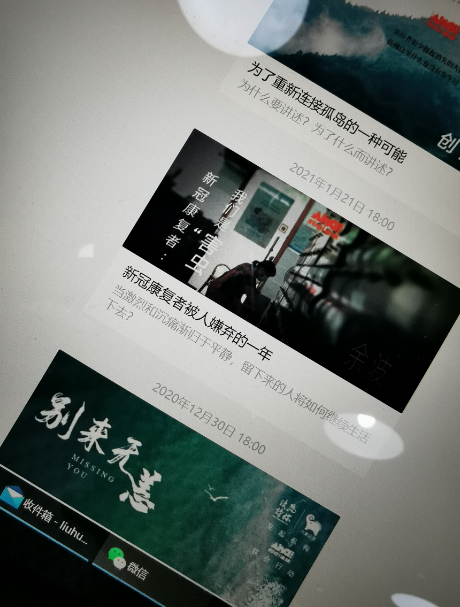 创
为了重新连接孤岛的一种可能
为什么要讲述？为了什么而讲述？
2021年1月21日 18:00
新冠康复者：
我们是“害虫
余波
新冠康复者被人嫌弃的一年
当激烈和沉痛渐归于平静，留下来的人将如何继续生活
下去？
2020年12月30日 18:00
别来无恙
MISSING
YOU
收件箱 - liuhu...
微信